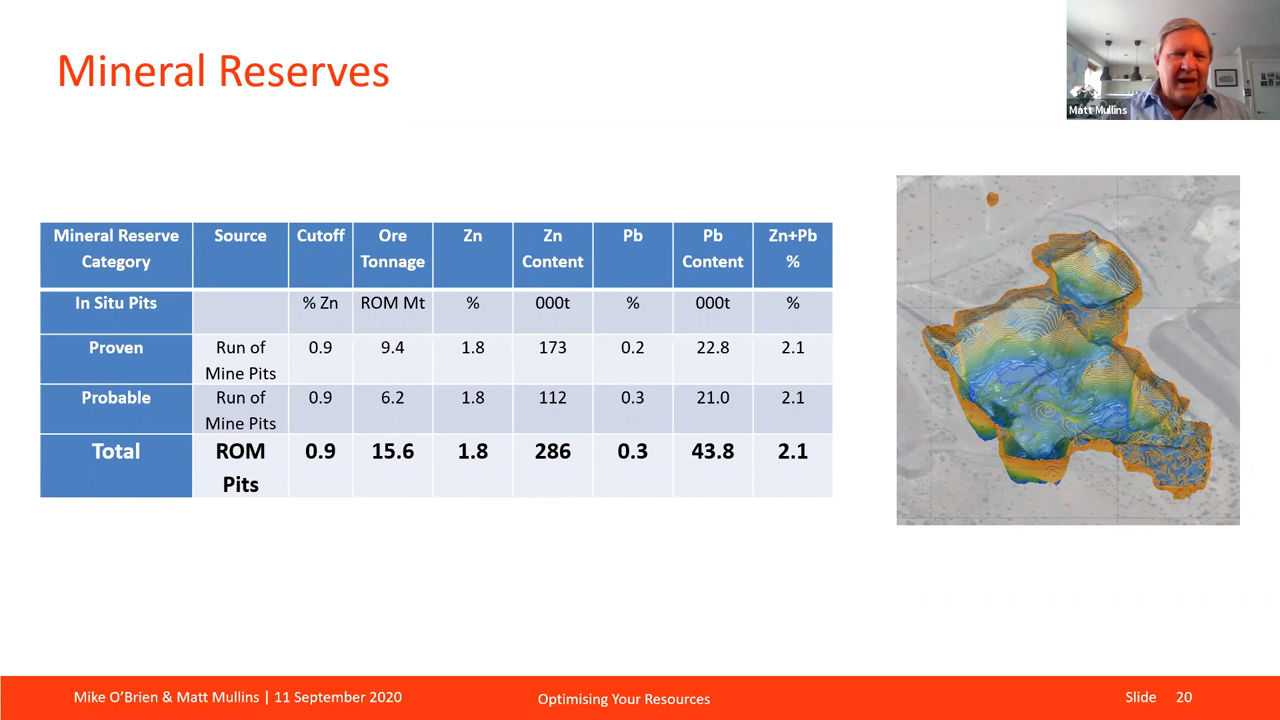 Mineral Reserves
Matt Mullins
Mineral Reserve Category Source Cutoff Ore Tonnage Zn Zn Content Pb Pb Content Zn+Pb %
In Situ Pits % Zn ROM Mt % 000t % 000t %
Proven Run of Mine Pits 0.9 9.4 1.8 173 0.2 22.8 2.1
Probable Run of Mine Pits 0.9 6.2 1.8 112 0.3 21.0 2.1
Total ROM Pits 0.9 15.6 1.8 286 0.3 43.8 2.1
Mike O'Brien & Matt Mullins | 11 September 2020
Optimising Your Resources
Slide 20